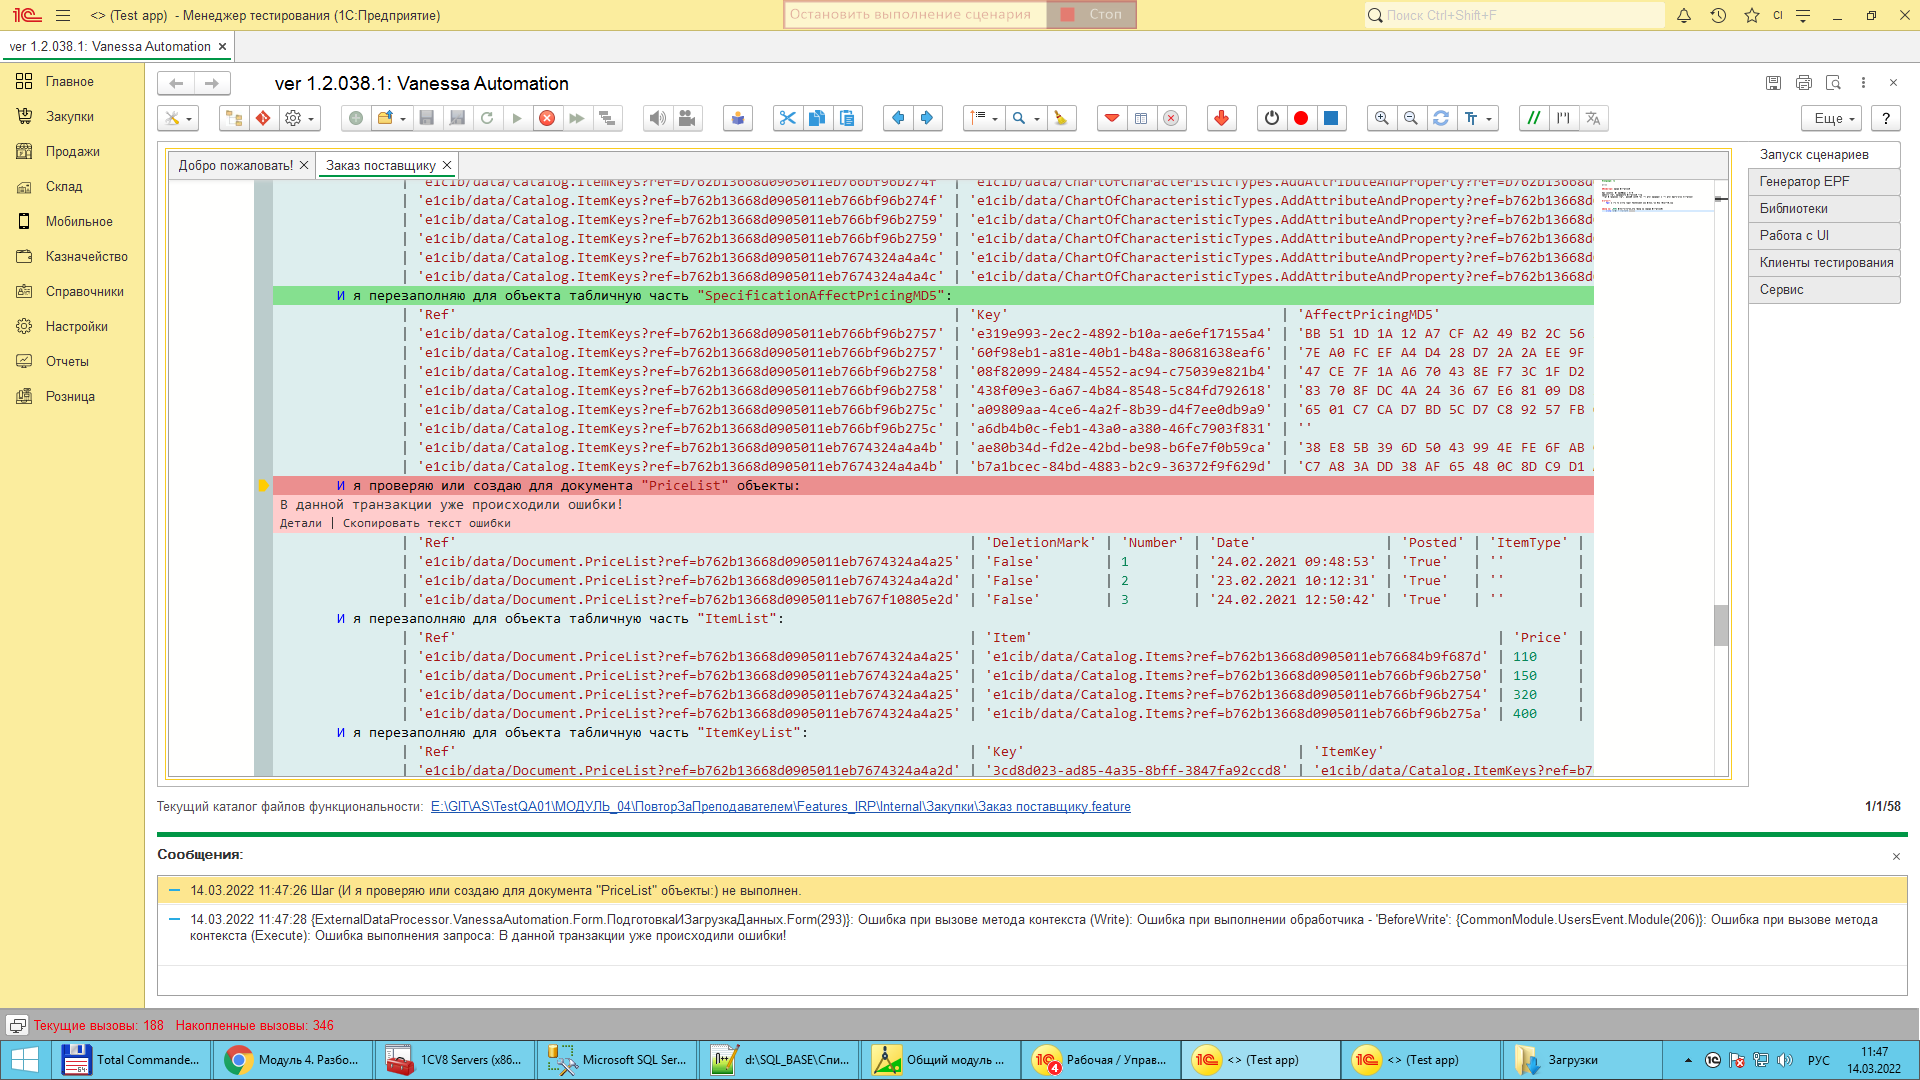 <> (Test app) - Менеджер тестирования (1С:Предприятие)
Остановить выполнение сценария
Стоп
Поиск Ctrl+Shift+F
CI
ver 1.2.038.1: Vanessa Automation
Главное
Закупки
Продажи
Склад
Мобильное
Казначейство
Справочники
Настройки
Отчеты
Розница
ver 1.2.038.1: Vanessa Automation
Еще
?
Добро пожаловать!
Заказ поставщику
Запуск сценариев
Генератор EPF
Библиотеки
Работа с UI
Клиенты тестирования
Сервис
| 'e1cib/data/Catalog.ItemKeys?ref=b762b13668d0905011eb766bf96b274f' | 'e1cib/data/ChartOfCharacteristicTypes.AddAttributeAndProperty?ref=b762b13668d
| 'e1cib/data/Catalog.ItemKeys?ref=b762b13668d0905011eb766bf96b274f' | 'e1cib/data/ChartOfCharacteristicTypes.AddAttributeAndProperty?ref=b762b13668d
| 'e1cib/data/Catalog.ItemKeys?ref=b762b13668d0905011eb766bf96b2759' | 'e1cib/data/ChartOfCharacteristicTypes.AddAttributeAndProperty?ref=b762b13668d
| 'e1cib/data/Catalog.ItemKeys?ref=b762b13668d0905011eb766bf96b2759' | 'e1cib/data/ChartOfCharacteristicTypes.AddAttributeAndProperty?ref=b762b13668d
| 'e1cib/data/Catalog.ItemKeys?ref=b762b13668d0905011eb7674324a4a4c' | 'e1cib/data/ChartOfCharacteristicTypes.AddAttributeAndProperty?ref=b762b13668d
| 'e1cib/data/Catalog.ItemKeys?ref=b762b13668d0905011eb7674324a4a4c' | 'e1cib/data/ChartOfCharacteristicTypes.AddAttributeAndProperty?ref=b762b13668d
И я перезаполняю для объекта табличную часть "SpecificationAffectPricingMD5":
| 'Ref' | 'Key' | 'AffectPricingMD5'
| 'e1cib/data/Catalog.ItemKeys?ref=b762b13668d0905011eb766bf96b2757' | 'e319e993-2ec2-4892-b10a-ae6ef17155a4' | 'BB 51 1D 1A 12 A7 CF A2 49 B2 2C 56
| 'e1cib/data/Catalog.ItemKeys?ref=b762b13668d0905011eb766bf96b2757' | '60f98eb1-a81e-40b1-b48a-80681638eaf6' | '7E A0 FC EF A4 D4 28 D7 2A 2A EE 9F
| 'e1cib/data/Catalog.ItemKeys?ref=b762b13668d0905011eb766bf96b2758' | '08f82099-2484-4552-ac94-c75039e821b4' | '47 CE 7F 1A A6 70 43 8E F7 3C 1F D2
| 'e1cib/data/Catalog.ItemKeys?ref=b762b13668d0905011eb766bf96b2758' | '438f09e3-6a67-4b84-8548-5c84fd792618' | '83 70 8F DC 4A 24 36 67 E6 81 09 D8
| 'e1cib/data/Catalog.ItemKeys?ref=b762b13668d0905011eb766bf96b275c' | 'a09809aa-4ce6-4a2f-8b39-d4f7ee0db9a9' | '65 01 C7 CA D7 BD 5C D7 C8 92 57 FB
| 'e1cib/data/Catalog.ItemKeys?ref=b762b13668d0905011eb766bf96b275c' | 'a6db4b0c-feb1-43a0-a380-46fc7903f831' | ''
| 'e1cib/data/Catalog.ItemKeys?ref=b762b13668d0905011eb7674324a4a4b' | 'ae80b34d-fd2e-42bd-be98-b6fe7f0b59ca' | '38 E8 5B 39 6D 50 43 99 4E FE 6F AB
| 'e1cib/data/Catalog.ItemKeys?ref=b762b13668d0905011eb7674324a4a4b' | 'b7a1bcec-84bd-4883-b2c9-36372f9f629d' | 'C7 A8 3A DD 38 AF 65 48 0C 8D C9 D1
И я проверяю или создаю для документа "PriceList" объекты:
В данной транзакции уже происходили ошибки!
Детали | Скопировать текст ошибки
| 'Ref' | 'DeletionMark' | 'Number' | 'Date' | 'Posted' | 'ItemType' |
| 'e1cib/data/Document.PriceList?ref=b762b13668d0905011eb7674324a4a25' | 'False' | 1 | '24.02.2021 09:48:53' | 'True' | '' |
| 'e1cib/data/Document.PriceList?ref=b762b13668d0905011eb7674324a4a2d' | 'False' | 2 | '23.02.2021 10:12:31' | 'True' | '' |
| 'e1cib/data/Document.PriceList?ref=b762b13668d0905011eb767f10805e2d' | 'False' | 3 | '24.02.2021 12:50:42' | 'True' | '' |
И я перезаполняю для объекта табличную часть "ItemList":
| 'Ref' | 'Item' | 'Price' |
| 'e1cib/data/Document.PriceList?ref=b762b13668d0905011eb7674324a4a25' | 'e1cib/data/Catalog.Items?ref=b762b13668d0905011eb76684b9f687d' | 110 |
| 'e1cib/data/Document.PriceList?ref=b762b13668d0905011eb7674324a4a25' | 'e1cib/data/Catalog.Items?ref=b762b13668d0905011eb766bf96b2750' | 150 |
| 'e1cib/data/Document.PriceList?ref=b762b13668d0905011eb7674324a4a25' | 'e1cib/data/Catalog.Items?ref=b762b13668d0905011eb766bf96b2754' | 320 |
| 'e1cib/data/Document.PriceList?ref=b762b13668d0905011eb7674324a4a25' | 'e1cib/data/Catalog.Items?ref=b762b13668d0905011eb766bf96b275a' | 400 |
И я перезаполняю для объекта табличную часть "ItemKeyList":
| 'Ref' | 'Key' | 'ItemKey'
| 'e1cib/data/Document.PriceList?ref=b762b13668d0905011eb7674324a4a2d' | '3cd8d023-ad85-4a35-8bff-3847fa92ccd8' | 'e1cib/data/Catalog.ItemKeys?ref=b7
Текущий каталог файлов функциональности: E:\GIT\AS\TestQA01\МОДУЛЬ_04\ПовторЗаПреподавателем\Features_IRP\Internal\Закупки\Заказ поставщику.feature
1/1/58
Сообщения:
14.03.2022 11:47:26 Шаг (И я проверяю или создаю для документа "PriceList" объекты:) не выполнен.
14.03.2022 11:47:28 {ExternalDataProcessor.VanessaAutomation.Form.ПодготовкаИЗагрузкаДанных.Form(293)}: Ошибка при вызове метода контекста (Write): Ошибка при выполнении обработчика - 'BeforeWrite': {CommonModule.UsersEvent.Module(206)}: Ошибка при вызове метода
контекста (Execute): Ошибка выполнения запроса: В данной транзакции уже происходили ошибки!
Текущие вызовы: 188 Накопленные вызовы: 346
Total Commande...
Модуль 4. Разбо...
1CV8 Servers (x86...
Microsoft SQL Ser...
d:\SQL_BASE\Спи...
Общий модуль ...
4
Рабочая / Управ...
<> (Test app)
<> (Test app)
Загрузки
РУС
11:47
14.03.2022